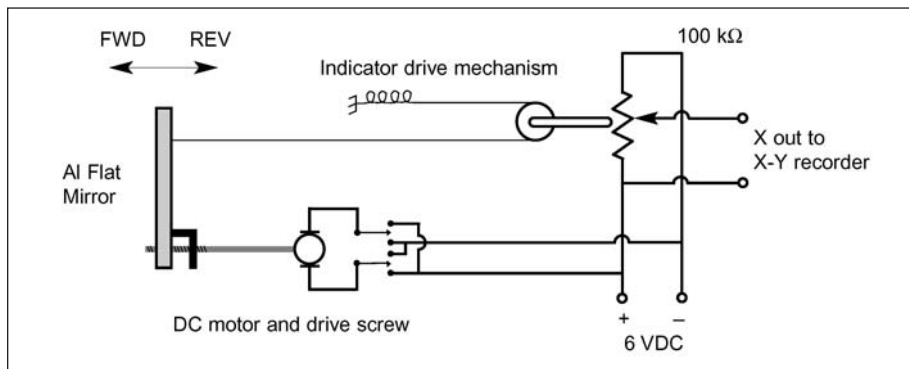 FWD REV
100 kΩ
Indicator drive mechanism
X out to
X-Y recorder
Al Flat
Mirror
DC motor and drive screw
+ –
6 VDC